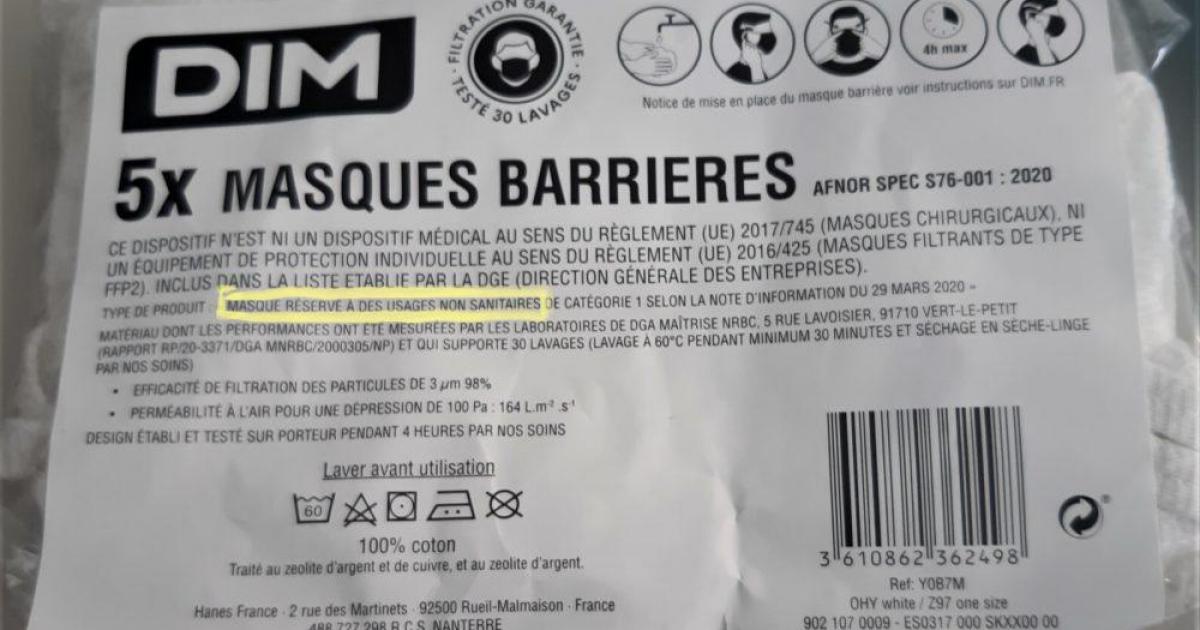 DIM
FILTRATION GARANTIE · TESTÉ 30 LAVAGES ·
4h max
Notice de mise en place du masque barrière voir instructions sur DIM.FR
5X MASQUES BARRIERES AFNOR SPEC S76-001 : 2020
CE DISPOSITIF N'EST NI UN DISPOSITIF MÉDICAL AU SENS DU RÈGLEMENT (UE) 2017/745 (MASQUES CHIRURGICAUX), NI
UN ÉQUIPEMENT DE PROTECTION INDIVIDUELLE AU SENS DU RÈGLEMENT (UE) 2016/425 (MASQUES FILTRANTS DE TYPE
FFP2). INCLUS DANS LA LISTE ETABLIE PAR LA DGE (DIRECTION GÉNÉRALE DES ENTREPRISES).
TYPE DE PRODUIT : MASQUE RÉSERVÉ A DES USAGES NON SANITAIRES DE CATÉGORIE 1 SELON LA NOTE D'INFORMATION DU 29 MARS 2020 -
MATÉRIAU DONT LES PERFORMANCES ONT ÉTÉ MESURÉES PAR LES LABORATOIRES DE DGA MAÎTRISE NRBC, 5 RUE LAVOISIER, 91710 VERT-LE-PETIT
(RAPPORT RP/20-3371/DGA MNRBC/2000305/NP) ET QUI SUPPORTE 30 LAVAGES (LAVAGE À 60°C PENDANT MINIMUM 30 MINUTES ET SÉCHAGE EN SÈCHE-LINGE
PAR NOS SOINS)
• EFFICACITÉ DE FILTRATION DES PARTICULES DE 3 µm 98%
• PERMÉABILITÉ À L'AIR POUR UNE DÉPRESSION DE 100 Pa : 164 L.m⁻² .s⁻¹
DESIGN ÉTABLI ET TESTÉ SUR PORTEUR PENDANT 4 HEURES PAR NOS SOINS
Laver avant utilisation
60
100% coton
Traité au zeolite d'argent et de cuivre, et au zeolite d'argent.
Hanes France · 2 rue des Martinets · 92500 Rueil-Malmaison · France
488 727 298 R.C.S. NANTERRE
3 610862 362498
Ref: Y0B7M
OHY white / Z97 one size
902 107 0009 - ES0317 000 SKXX00 00